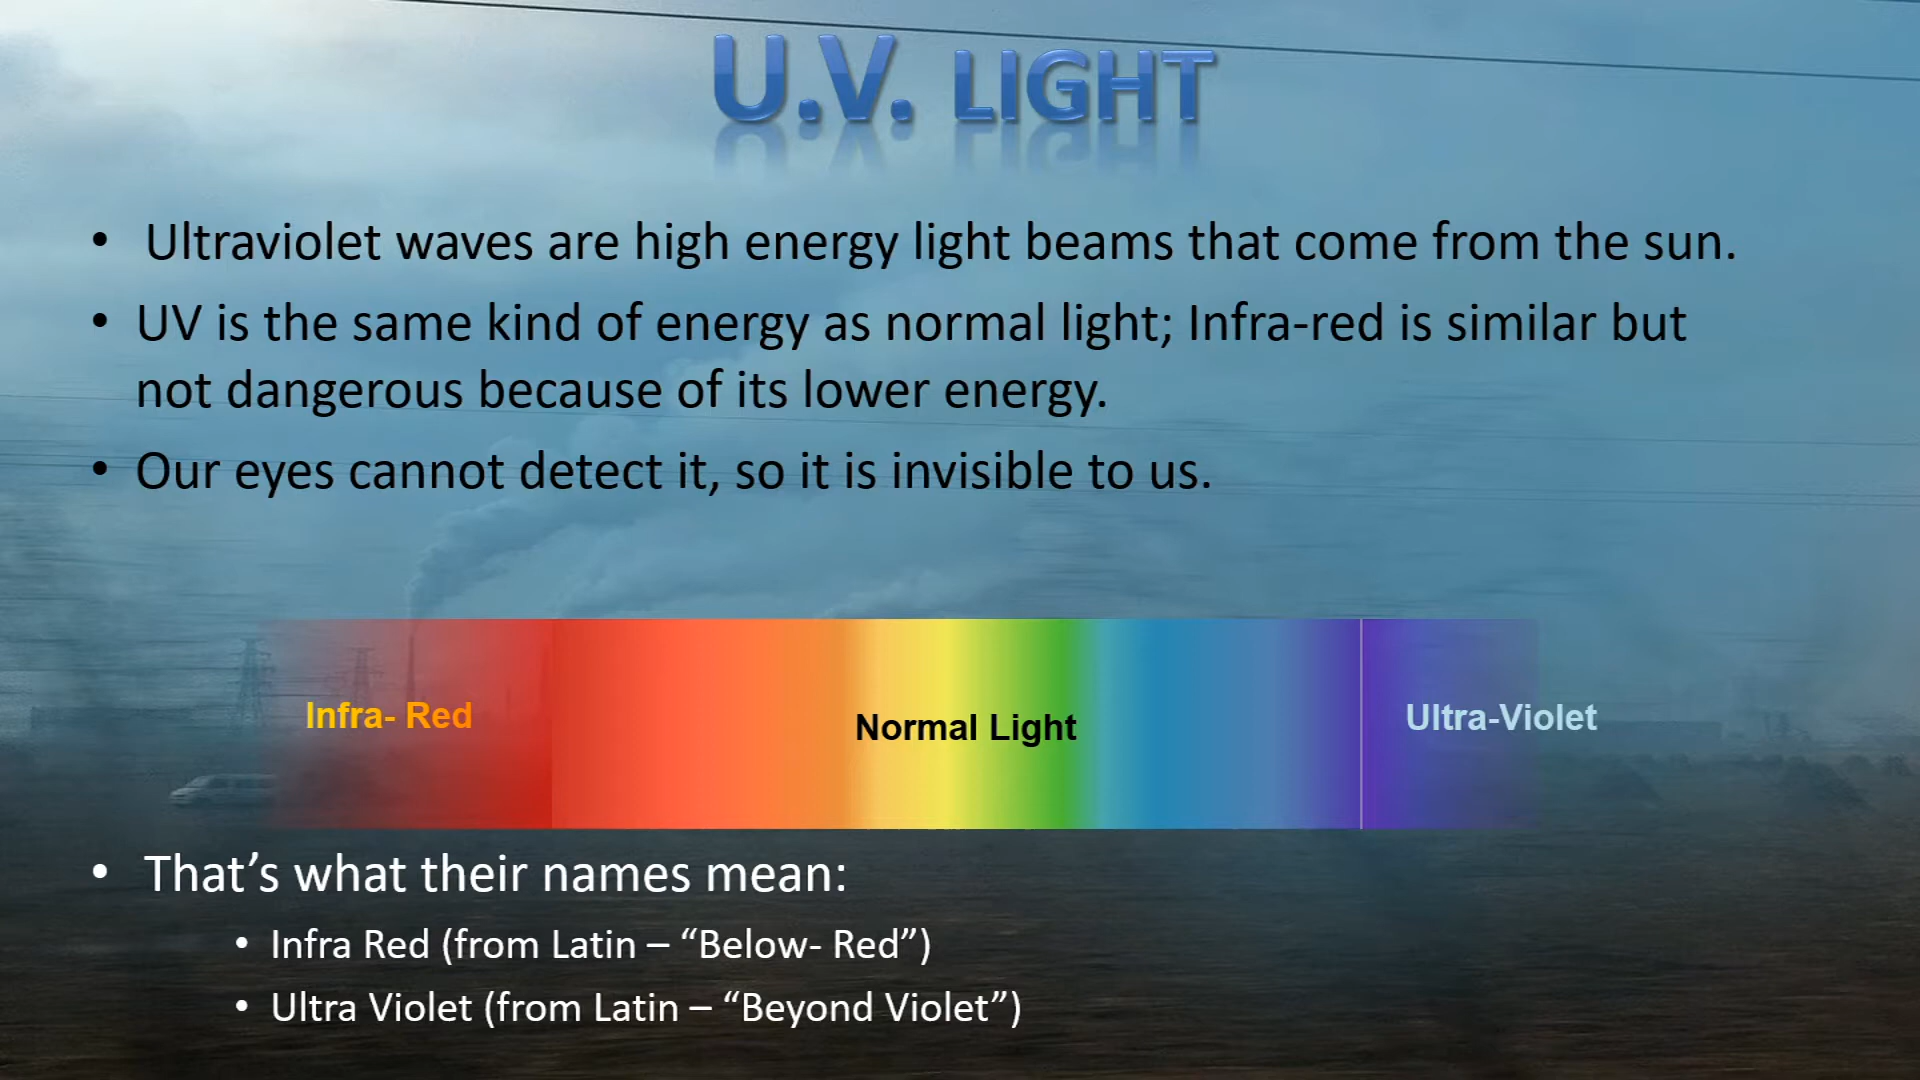 U.V. LIGHT
• Ultraviolet waves are high energy light beams that come from the sun.
• UV is the same kind of energy as normal light; Infra-red is similar but
not dangerous because of its lower energy.
• Our eyes cannot detect it, so it is invisible to us.
Infra- Red
Normal Light
Ultra-Violet
• That’s what their names mean:
• Infra Red (from Latin – “Below- Red”)
• Ultra Violet (from Latin – “Beyond Violet”)